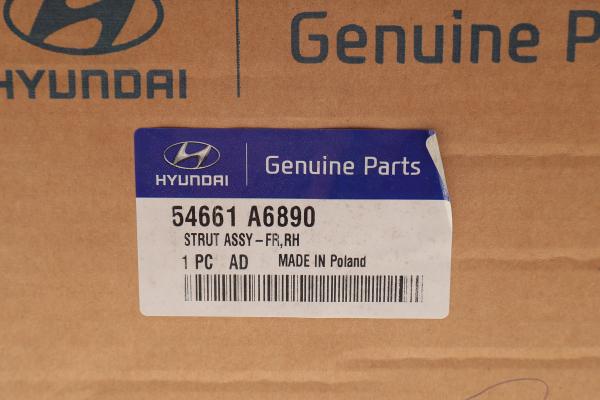 HYUNDAI
Genuine P
HYUNDAI
Genuine Parts
54661 A6890
STRUT ASSY-FR,RH
1 PC AD MADE IN Poland